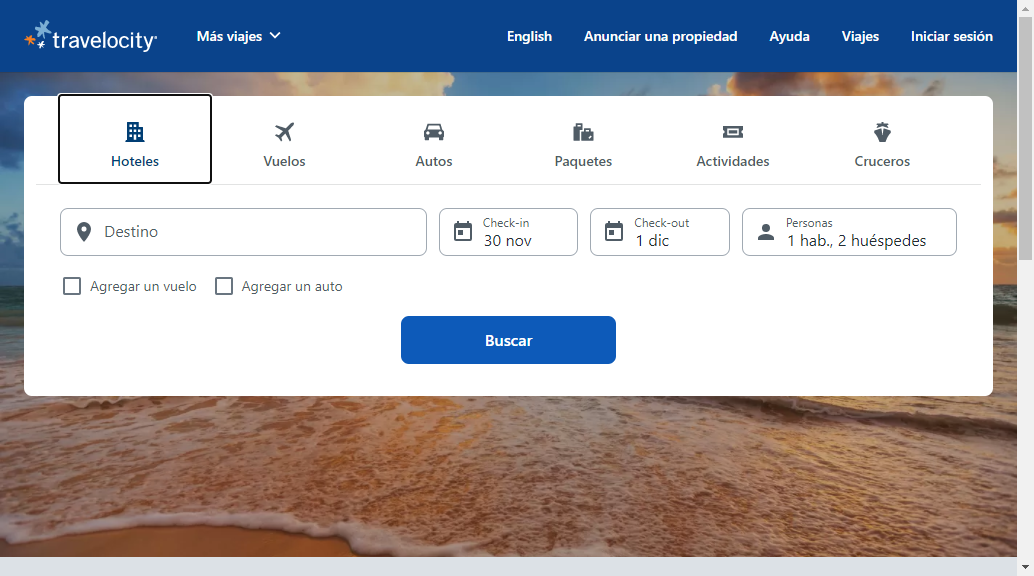 travelocity
Más viajes
English
Anunciar una propiedad
Ayuda
Viajes
Iniciar sesión
Hoteles
Vuelos
Autos
Paquetes
Actividades
Cruceros
Destino
Check-in
30 nov
Check-out
1 dic
Personas
1 hab., 2 huéspedes
Agregar un vuelo
Agregar un auto
Buscar